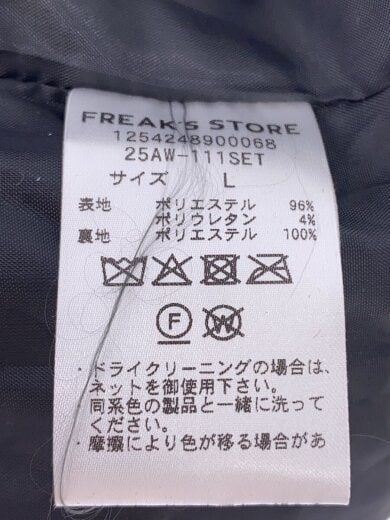 FREAK'S STORE
1254248900068
25AW-111SET
サイズ L
表地 ポリエステル 96%
ポリウレタン 4%
裏地 ポリエステル 100%
F
W
・ドライクリーニングの場合は、
ネットを御使用下さい。
・同系色の製品と一緒に洗って
ください。
・摩擦により色が移る場合があ